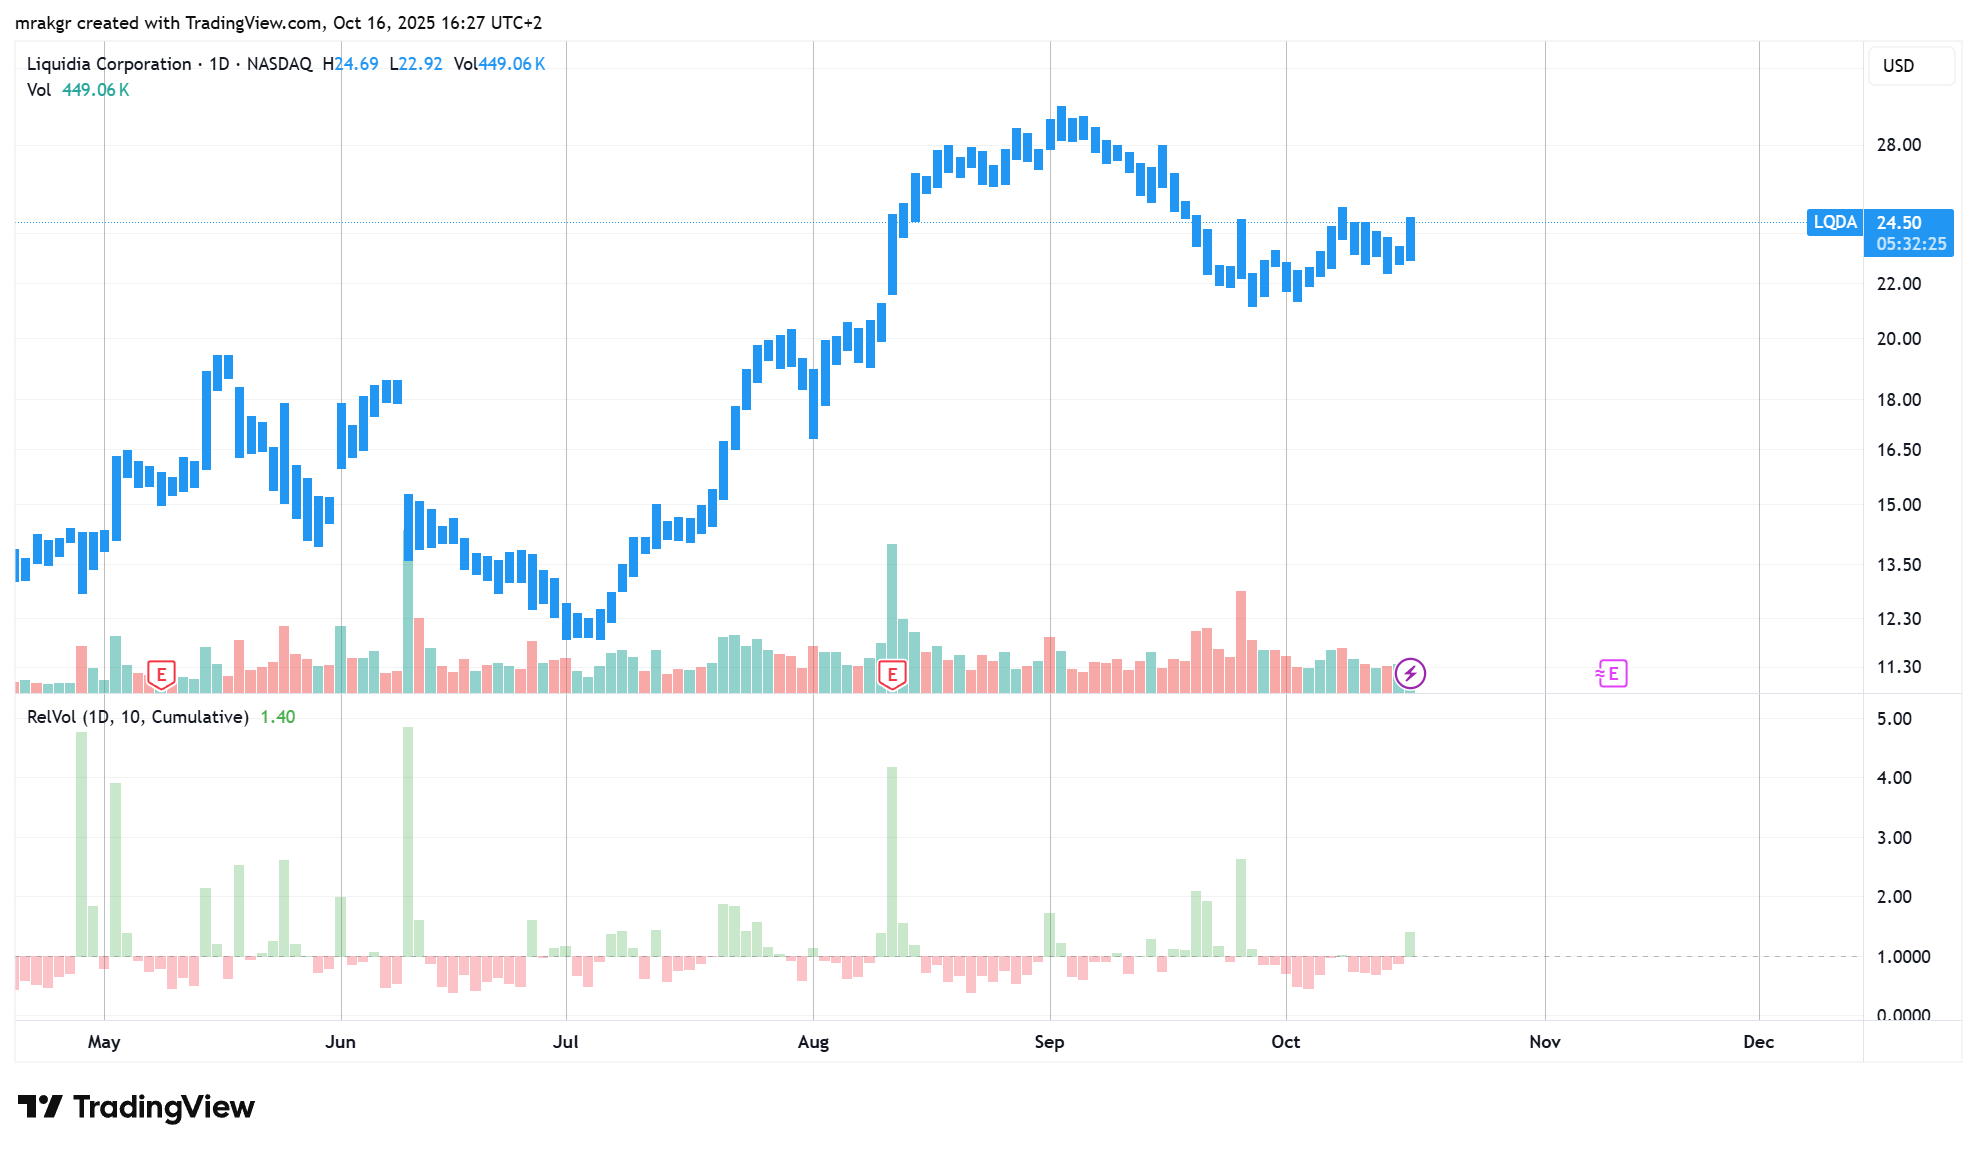 mrakgr created with TradingView.com, Oct 16, 2025 16:27 UTC+2
Liquidia Corporation · 1D · NASDAQ H24.69 L22.92 Vol449.06 K
Vol 449.06 K
USD
28.00
LQDA 24.50
05:32:25
22.00
20.00
18.00
16.50
15.00
13.50
12.30
11.30
E
E
≈E
RelVol (1D, 10, Cumulative) 1.40
5.00
4.00
3.00
2.00
1.0000
0.0000
May Jun Jul Aug Sep Oct Nov Dec
TradingView